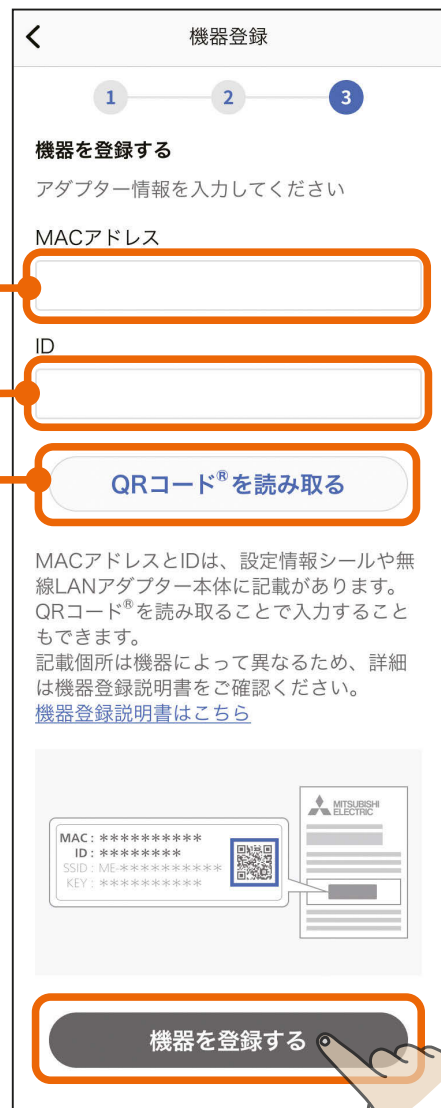 機器登録
1 2 3
機器を登録する
アダプター情報を入力してください
MACアドレス
ID
QRコード®を読み取る
MACアドレスとIDは、設定情報シールや無
線LANアダプター本体に記載があります。
QRコード®を読み取ることで入力すること
もできます。
記載個所は機器によって異なるため、詳細
は機器登録説明書をご確認ください。
機器登録説明書はこちら
MITSUBISHI
ELECTRIC
MAC : **********
ID : ********
SSID : ME-**********
KEY : **********
機器を登録する